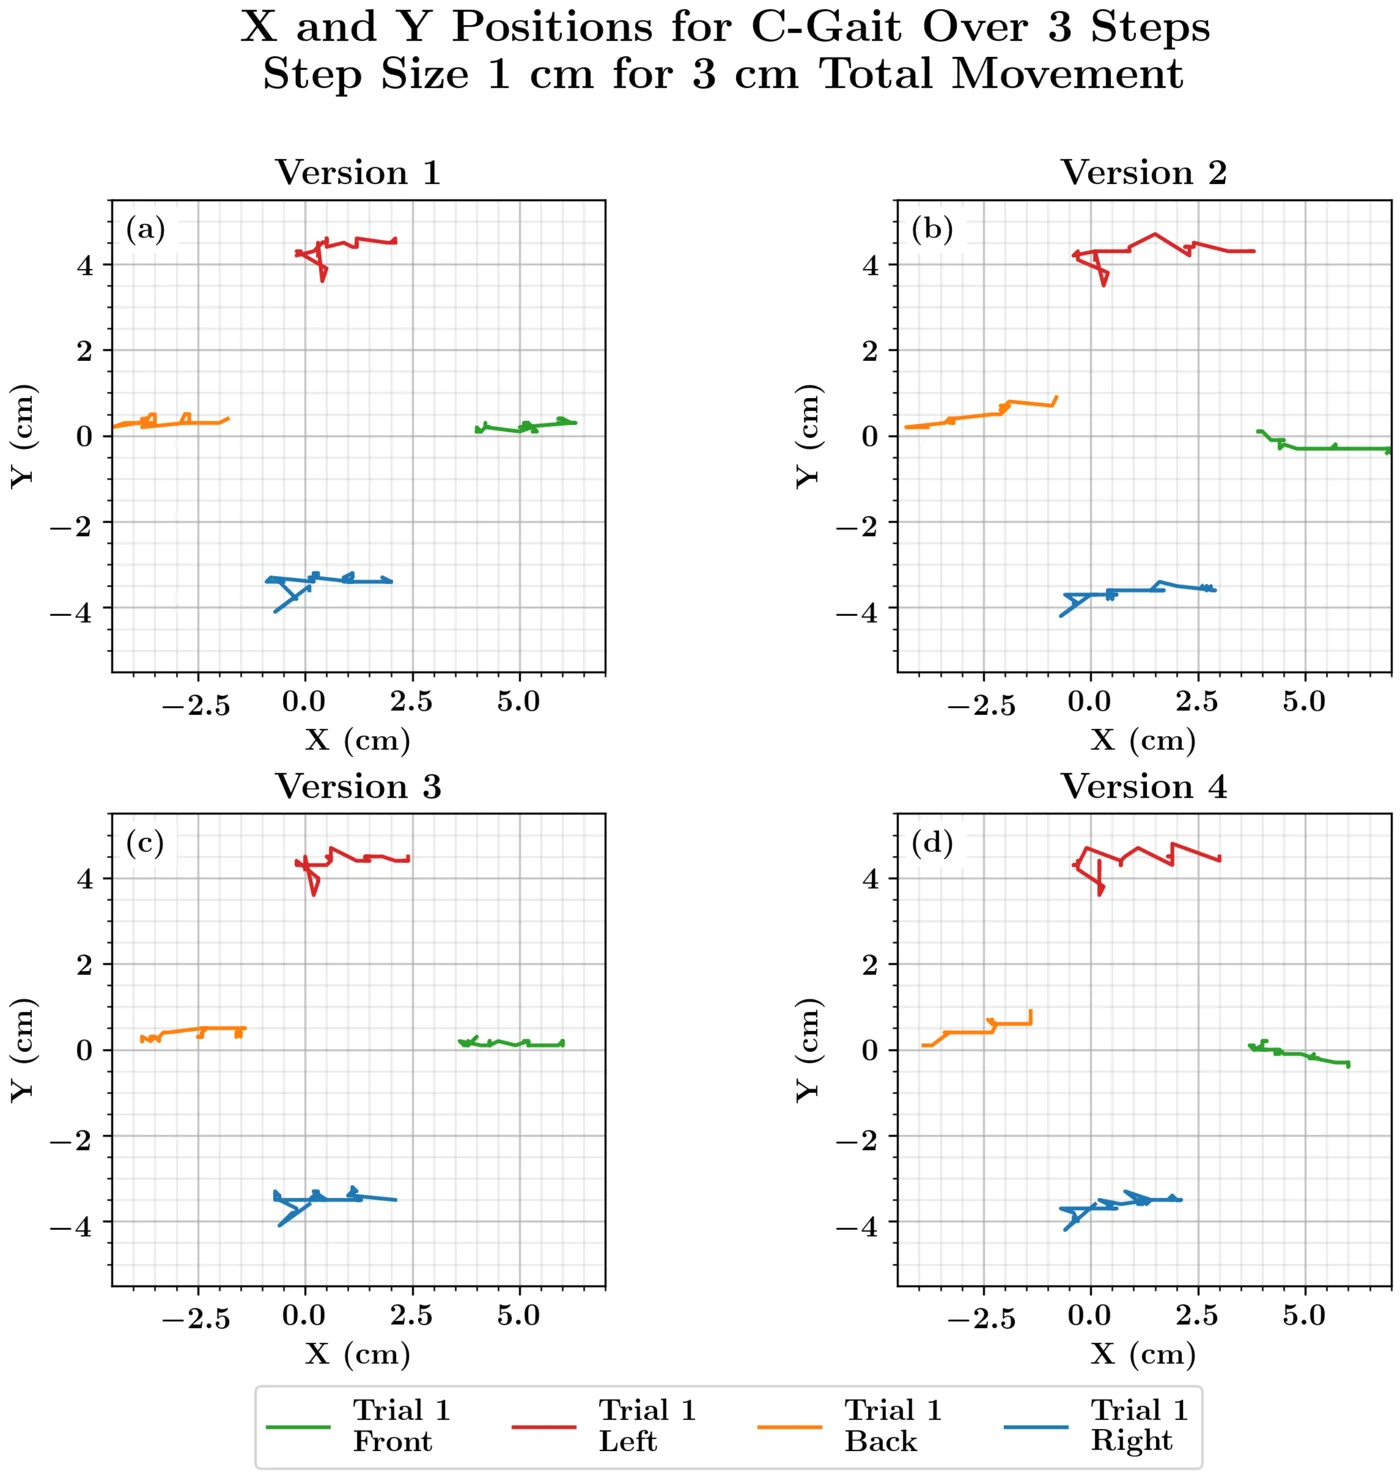 X and Y Positions for C-Gait Over 3 Steps
Step Size 1 cm for 3 cm Total Movement
Version 1
(a)
4
2
0
−2
−4
Y (cm)
−2.5 0.0 2.5 5.0
X (cm)
Version 2
(b)
4
2
0
−2
−4
Y (cm)
−2.5 0.0 2.5 5.0
X (cm)
Version 3
(c)
4
2
0
−2
−4
Y (cm)
−2.5 0.0 2.5 5.0
X (cm)
Version 4
(d)
4
2
0
−2
−4
Y (cm)
−2.5 0.0 2.5 5.0
X (cm)
Trial 1
Front
Trial 1
Left
Trial 1
Back
Trial 1
Right